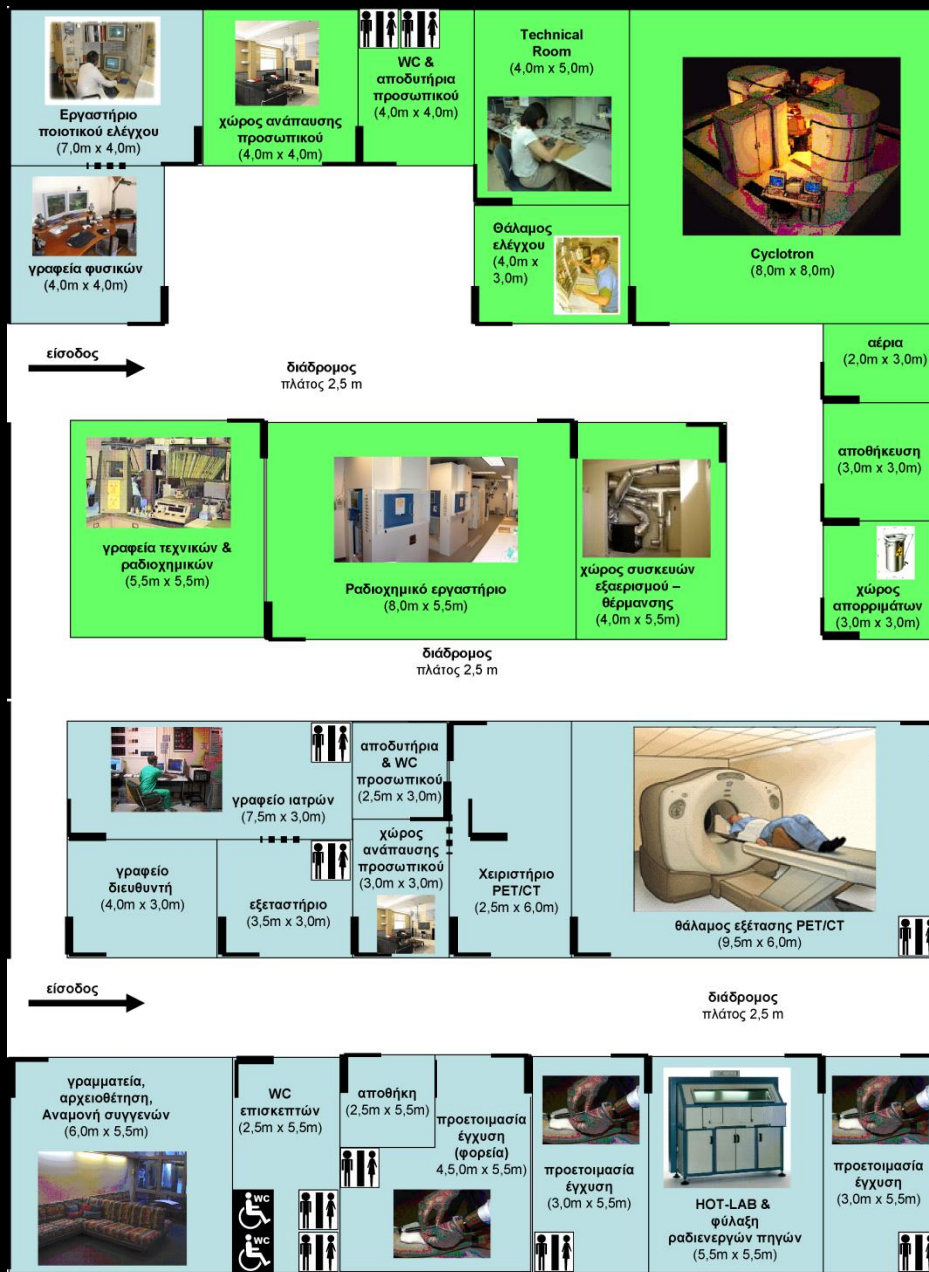 Εργαστήριο
ποιοτικού ελέγχου
(7,0m x 4,0m)
χώρος ανάπαυσης
προσωπικού
(4,0m x 4,0m)
WC &
αποδυτήρια
προσωπικού
(4,0m x 4,0m)
Technical
Room
(4,0m x 5,0m)
γραφεία φυσικών
(4,0m x 4,0m)
Θάλαμος
ελέγχου
(4,0m x
3,0m)
Cyclotron
(8,0m x 8,0m)
είσοδος
διάδρομος
πλάτος 2,5 m
αέρια
(2,0m x 3,0m)
αποθήκευση
(3,0m x 3,0m)
χώρος
απορριμάτων
(3,0m x 3,0m)
γραφεία τεχνικών &
ραδιοχημικών
(5,5m x 5,5m)
Ραδιοχημικό εργαστήριο
(8,0m x 5,5m)
χώρος συσκευών
εξαερισμού –
θέρμανσης
(4,0m x 5,5m)
διάδρομος
πλάτος 2,5 m
γραφείο ιατρών
(7,5m x 3,0m)
αποδυτήρια
& WC
προσωπικού
(2,5m x 3,0m)
γραφείο
διευθυντή
(4,0m x 3,0m)
εξεταστήριο
(3,5m x 3,0m)
χώρος
ανάπαυσης
προσωπικού
(3,0m x 3,0m)
Χειριστήριο
PET/CT
(2,5m x 6,0m)
θάλαμος εξέτασης PET/CT
(9,5m x 6,0m)
είσοδος
διάδρομος
πλάτος 2,5 m
γραμματεία,
αρχειοθέτηση,
Αναμονή συγγενών
(6,0m x 5,5m)
WC
επισκεπτών
(2,5m x 5,5m)
wc
wc
αποθήκη
(2,5m x 5,5m)
προετοιμασία
έγχυση
(φορεία)
4,5,0m x 5,5m)
προετοιμασία
έγχυση
(3,0m x 5,5m)
HOT-LAB &
φύλαξη
ραδιενεργών πηγών
(5,5m x 5,5m)
προετοιμασία
έγχυση
(3,0m x 5,5m)